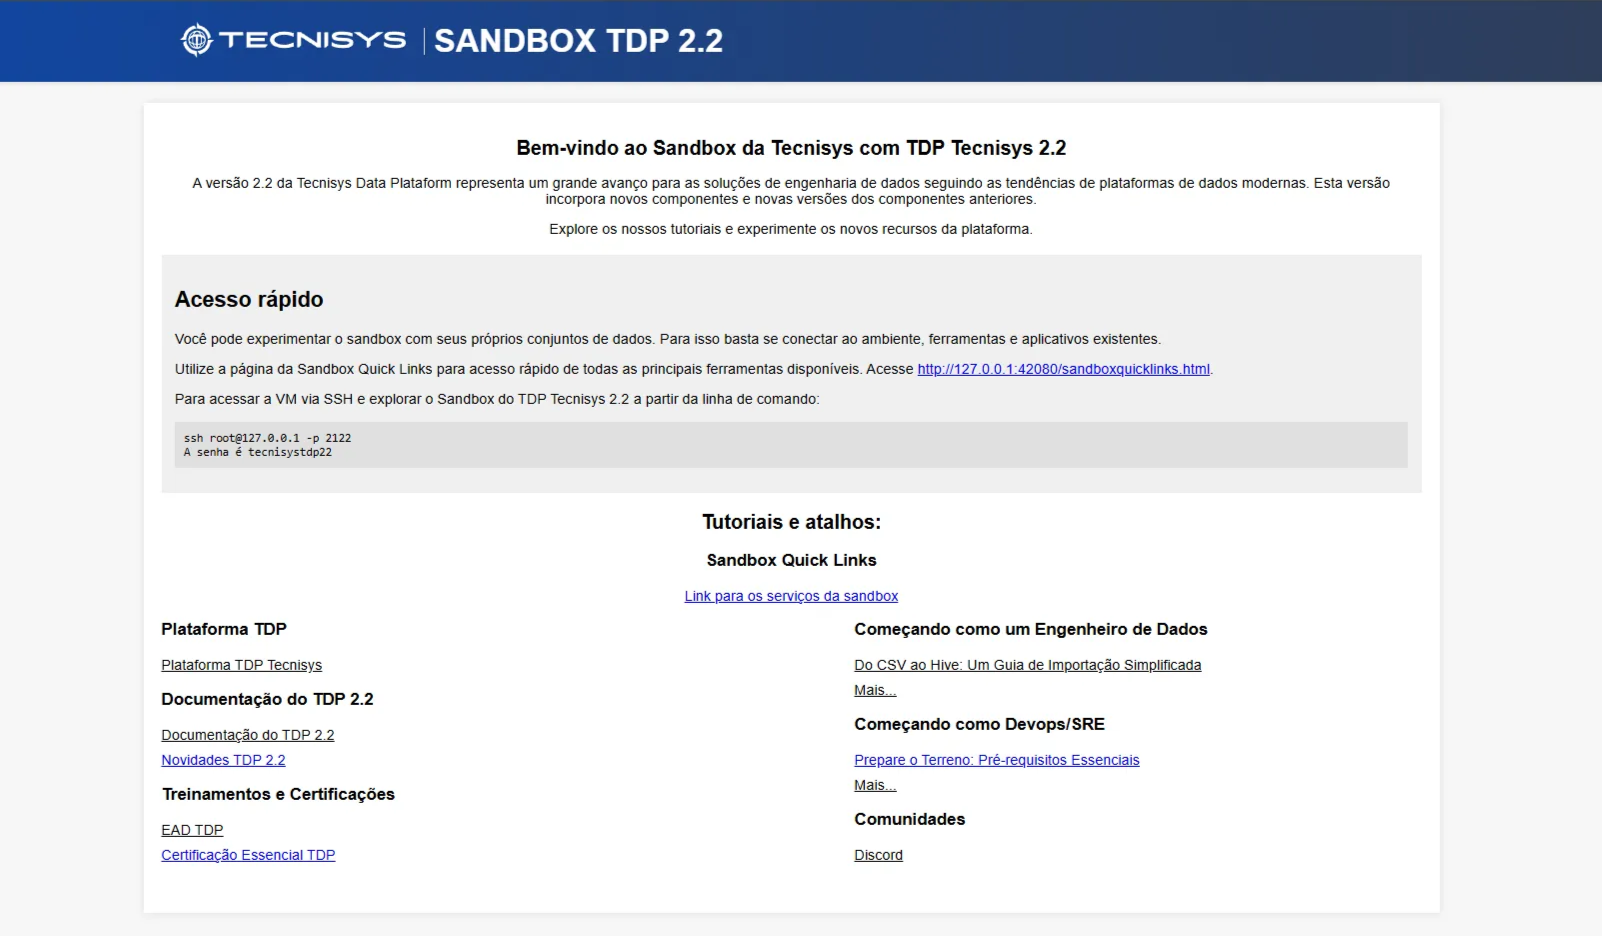 TECNISYS | SANDBOX TDP 2.2
Bem-vindo ao Sandbox da Tecnisys com TDP Tecnisys 2.2
A versão 2.2 da Tecnisys Data Plataform representa um grande avanço para as soluções de engenharia de dados seguindo as tendências de plataformas de dados modernas. Esta versão
incorpora novos componentes e novas versões dos componentes anteriores.
Explore os nossos tutoriais e experimente os novos recursos da plataforma.
Acesso rápido
Você pode experimentar o sandbox com seus próprios conjuntos de dados. Para isso basta se conectar ao ambiente, ferramentas e aplicativos existentes.
Utilize a página da Sandbox Quick Links para acesso rápido de todas as principais ferramentas disponíveis. Acesse http://127.0.0.1:42080/sandboxquicklinks.html.
Para acessar a VM via SSH e explorar o Sandbox do TDP Tecnisys 2.2 a partir da linha de comando:
ssh root@127.0.0.1 -p 2122
A senha é tecnisystdp22
Tutoriais e atalhos:
Sandbox Quick Links
Link para os serviços da sandbox
Plataforma TDP
Plataforma TDP Tecnisys
Documentação do TDP 2.2
Documentação do TDP 2.2
Novidades TDP 2.2
Treinamentos e Certificações
EAD TDP
Certificação Essencial TDP
Começando como um Engenheiro de Dados
Do CSV ao Hive: Um Guia de Importação Simplificada
Mais...
Começando como Devops/SRE
Prepare o Terreno: Pré-requisitos Essenciais
Mais...
Comunidades
Discord